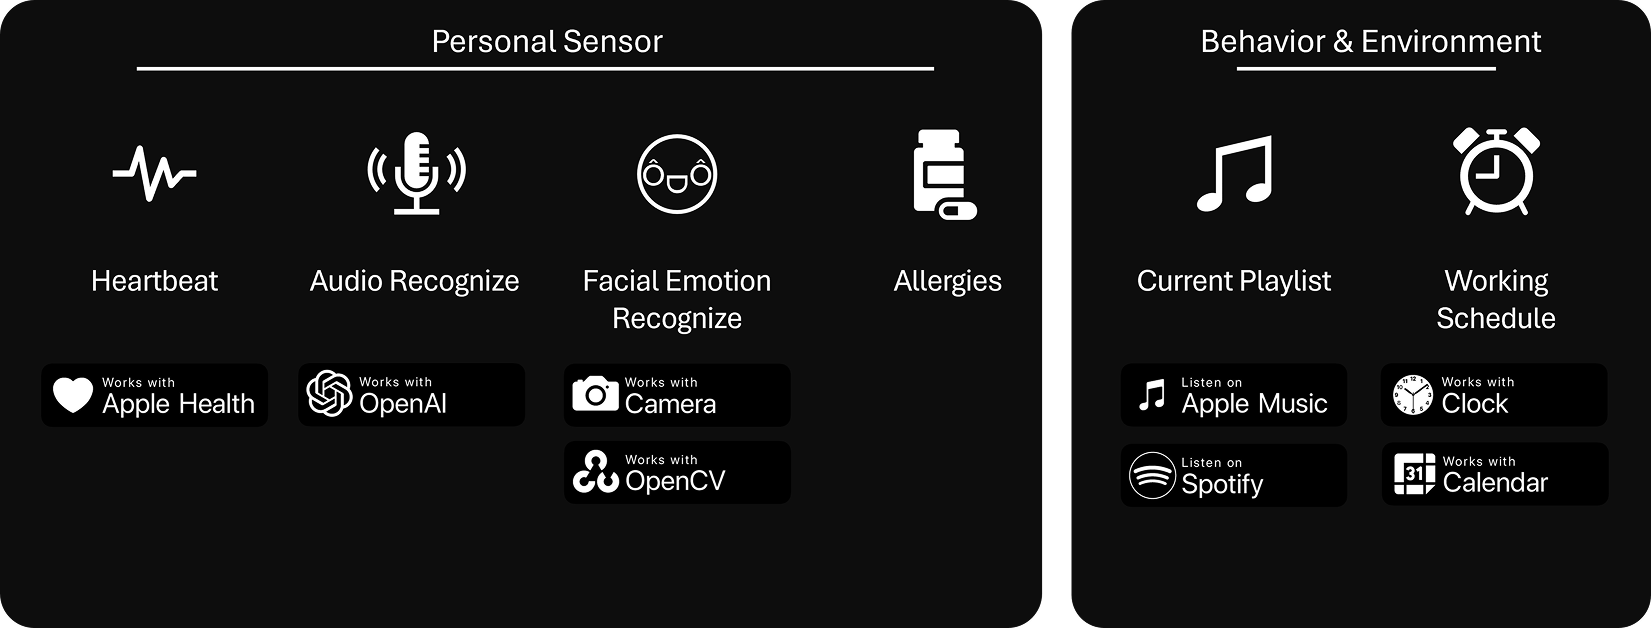 Personal Sensor
Heartbeat
Audio Recognize
Facial Emotion
Recognize
Allergies
Works with
Apple Health
Works with
OpenAI
Works with
Camera
Works with
OpenCV
Behavior & Environment
Current Playlist
Working
Schedule
Listen on
Apple Music
Works with
Clock
Listen on
Spotify
31
Works with
Calendar